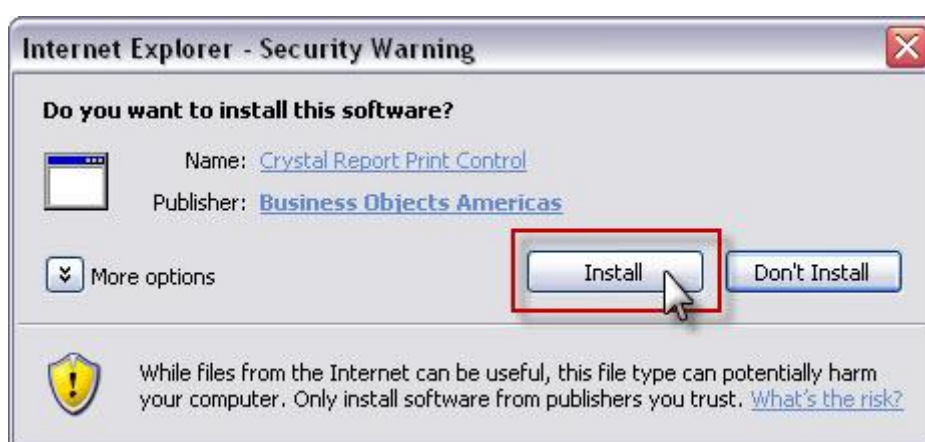 Internet Explorer - Security Warning
Do you want to install this software?
Name: Crystal Report Print Control
Publisher: Business Objects Americas
More options
Install
Don't Install
While files from the Internet can be useful, this file type can potentially harm
your computer. Only install software from publishers you trust. What's the risk?